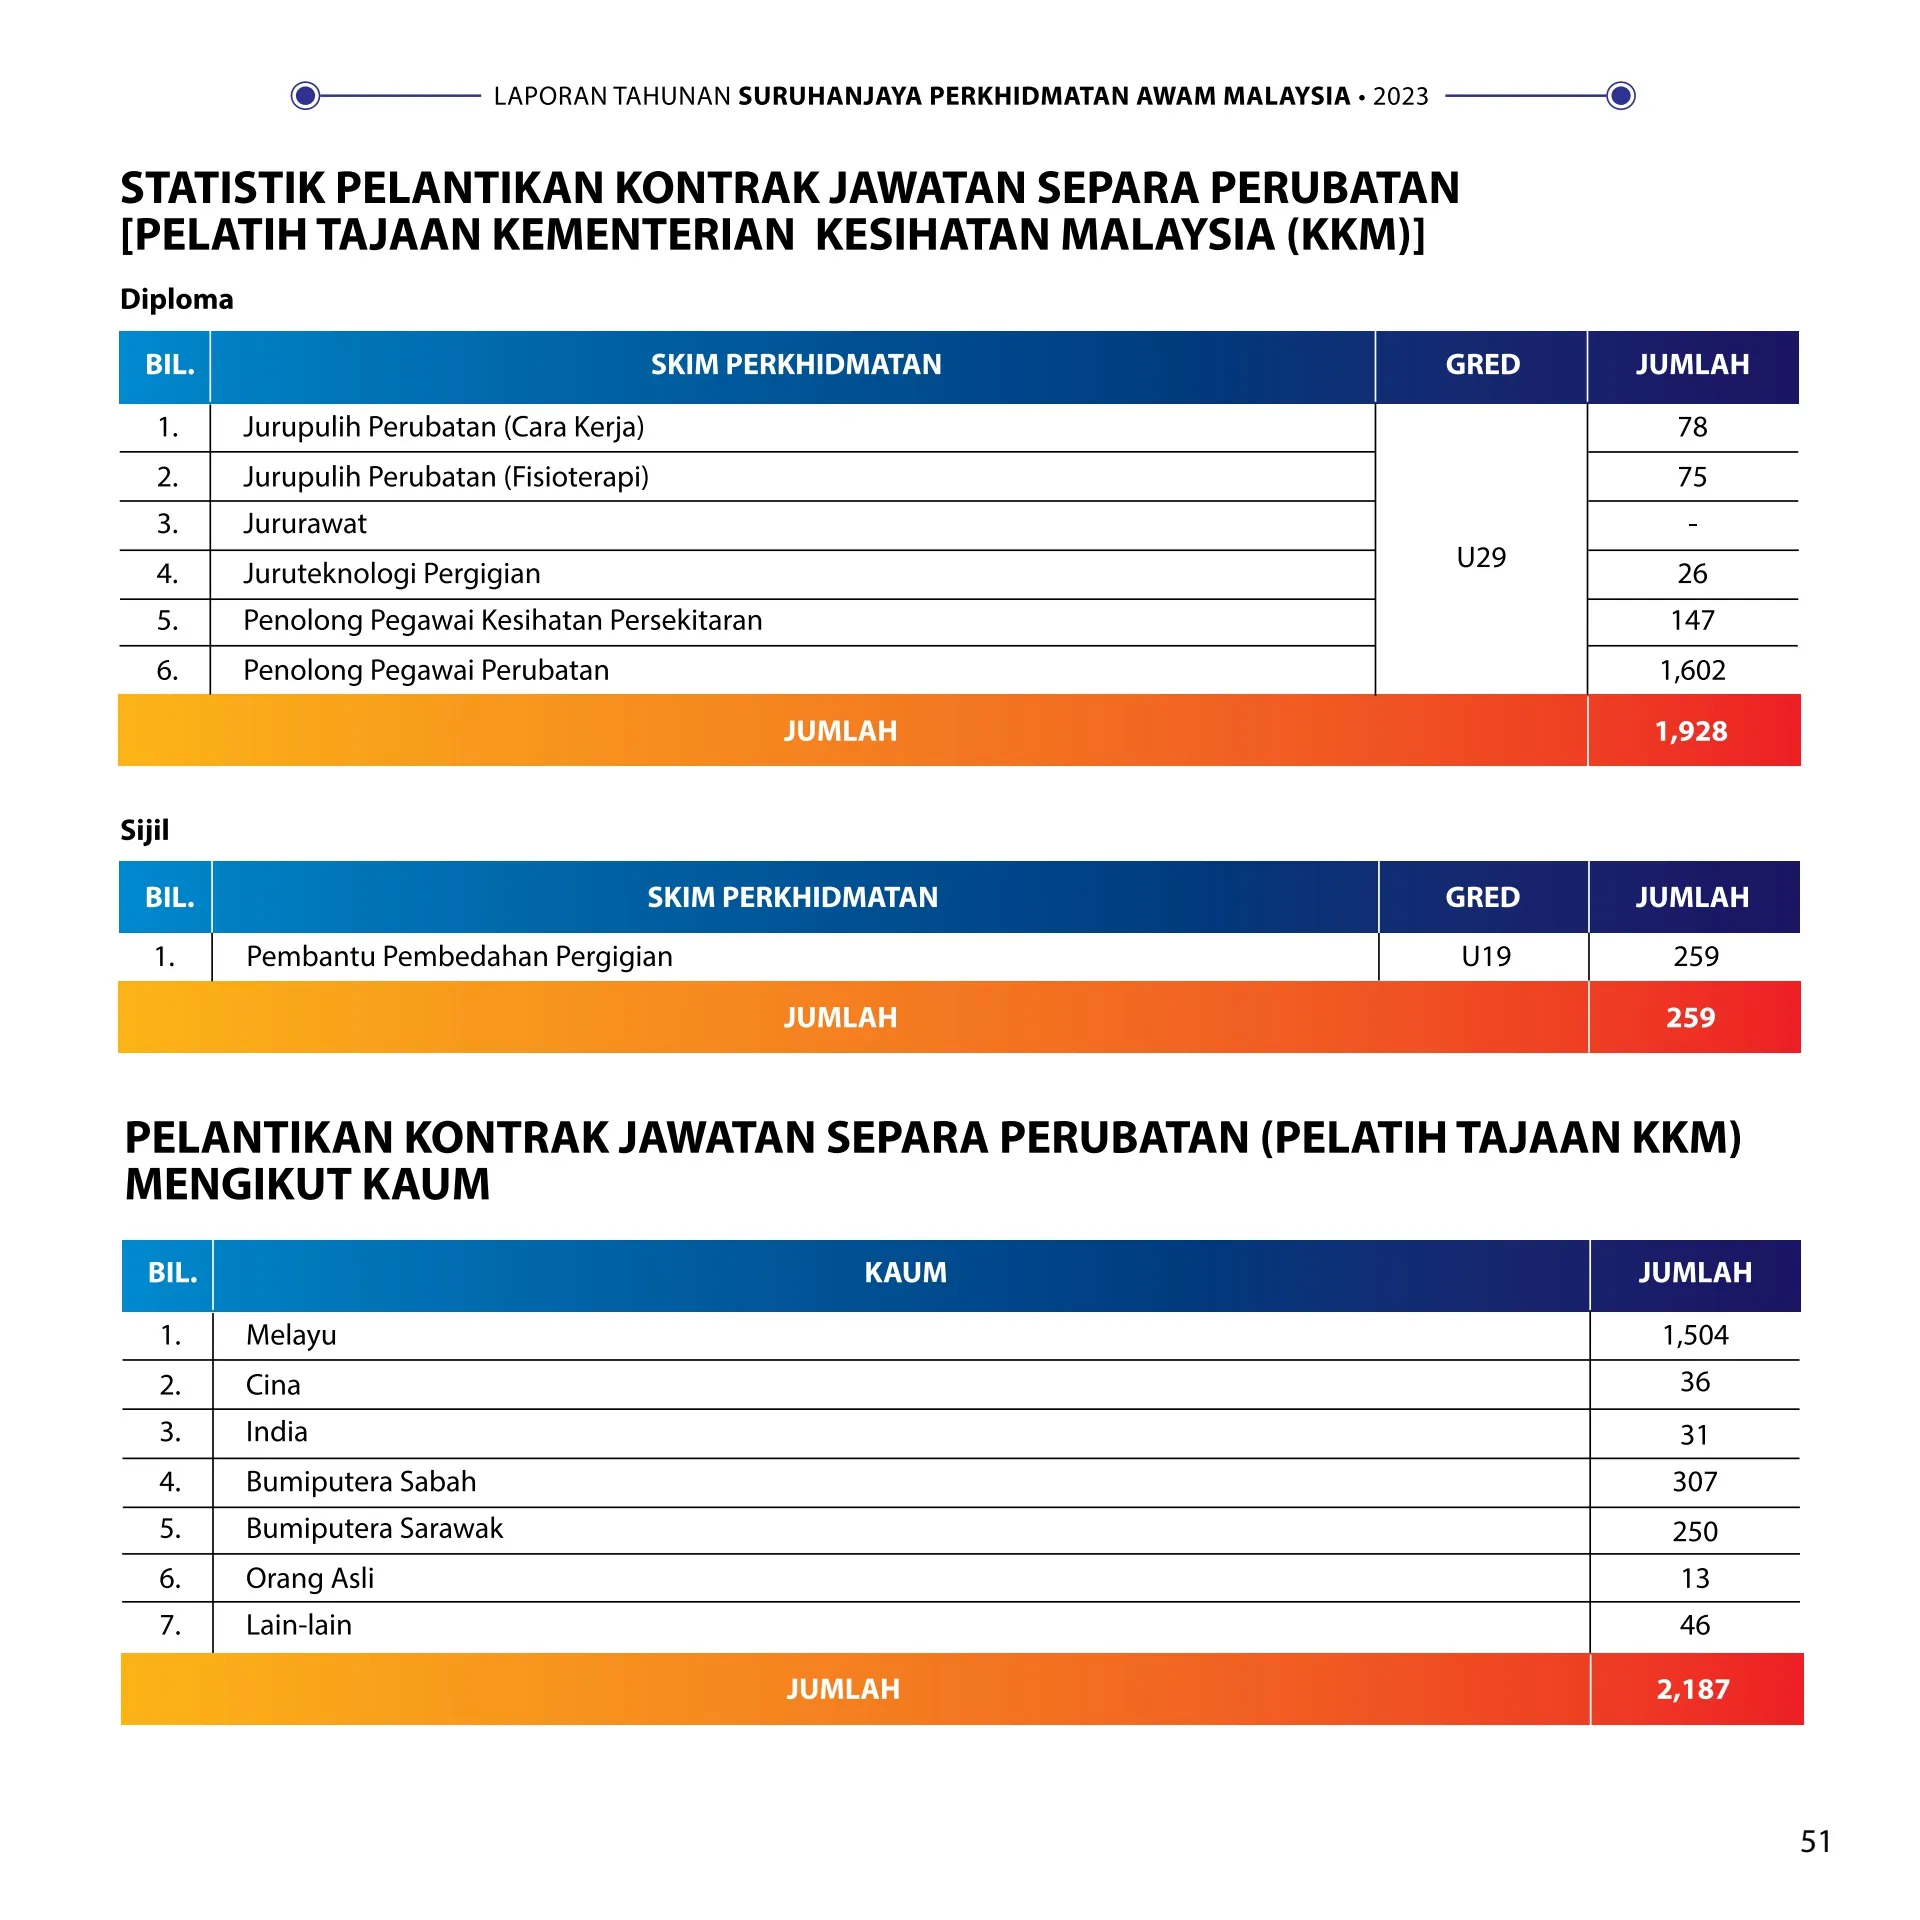 LAPORAN TAHUNAN SURUHANJAYA PERKHIDMATAN AWAM MALAYSIA • 2023
STATISTIK PELANTIKAN KONTRAK JAWATAN SEPARA PERUBATAN
[PELATIH TAJAAN KEMENTERIAN KESIHATAN MALAYSIA (KKM)]
Diploma
BIL. SKIM PERKHIDMATAN GRED JUMLAH
1. Jurupulih Perubatan (Cara Kerja) 78
2. Jurupulih Perubatan (Fisioterapi) 75
3. Jururawat -
U29
4. Juruteknologi Pergigian 26
5. Penolong Pegawai Kesihatan Persekitaran 147
6. Penolong Pegawai Perubatan 1,602
JUMLAH 1,928
Sijil
BIL. SKIM PERKHIDMATAN GRED JUMLAH
1. Pembantu Pembedahan Pergigian U19 259
JUMLAH 259
PELANTIKAN KONTRAK JAWATAN SEPARA PERUBATAN (PELATIH TAJAAN KKM)
MENGIKUT KAUM
BIL. KAUM JUMLAH
1. Melayu 1,504
2. Cina 36
3. India 31
4. Bumiputera Sabah 307
5. Bumiputera Sarawak 250
6. Orang Asli 13
7. Lain-lain 46
JUMLAH 2,187
51